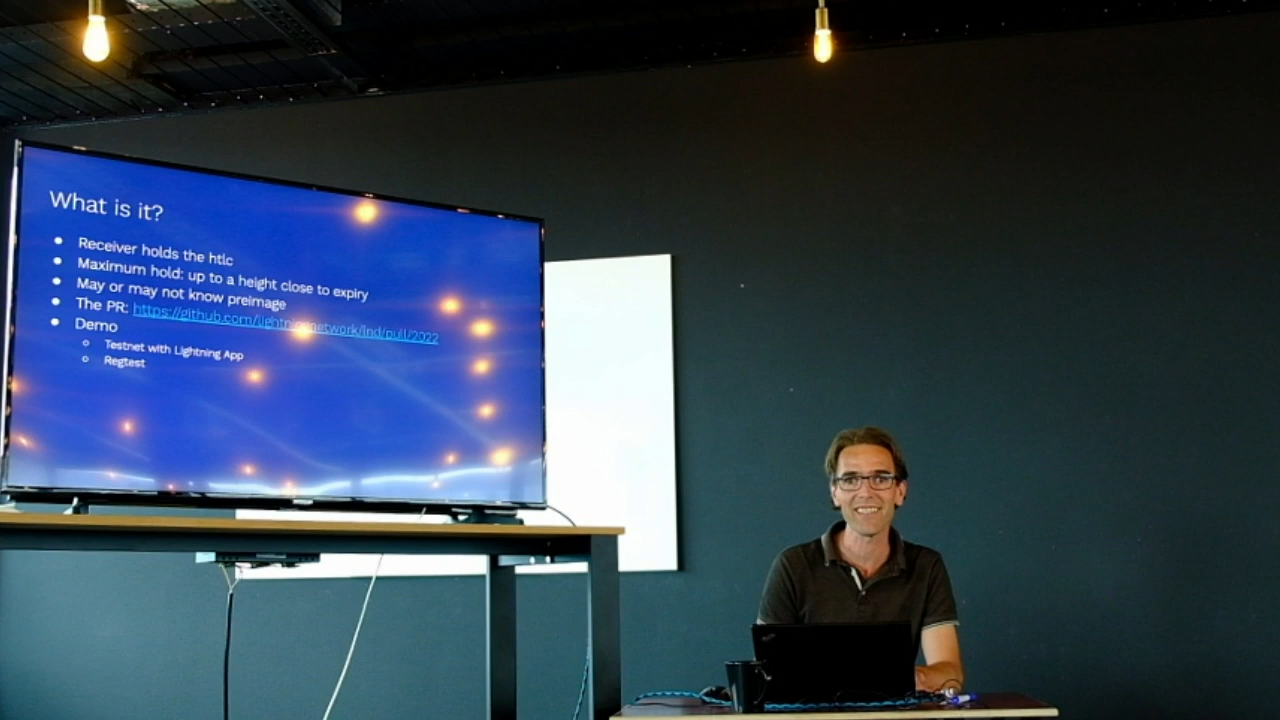 What is it?
● Receiver holds the htlc
● Maximum hold: up to a height close to expiry
● May or may not know preimage
● The PR: https://github.com/lightningnetwork/lnd/pull/2022
● Demo
○ Testnet with Lightning App
○ Regtest